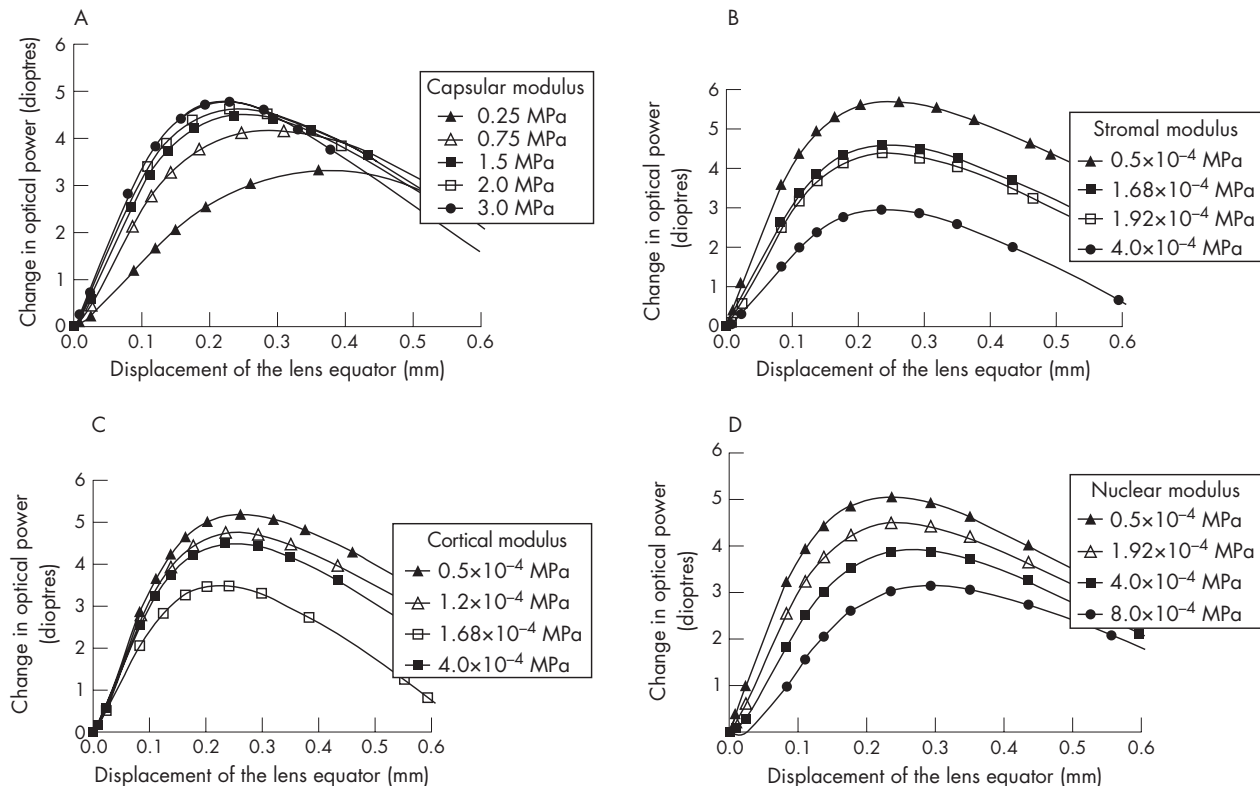 A
Change in optical power (dioptres)
6
5
4
3
2
1
0
0.0 0.1 0.2 0.3 0.4 0.5 0.6
Displacement of the lens equator (mm)
Capsular modulus
0.25 MPa
0.75 MPa
1.5 MPa
2.0 MPa
3.0 MPa
B
Change in optical power
(dioptres)
6
5
4
3
2
1
0
0.0 0.1 0.2 0.3 0.4 0.5 0.6
Displacement of the lens equator (mm)
Stromal modulus
0.5×10⁻⁴ MPa
1.68×10⁻⁴ MPa
1.92×10⁻⁴ MPa
4.0×10⁻⁴ MPa
C
Change in optical power
(dioptres)
6
5
4
3
2
1
0
0.0 0.1 0.2 0.3 0.4 0.5 0.6
Displacement of the lens equator (mm)
Cortical modulus
0.5×10⁻⁴ MPa
1.2×10⁻⁴ MPa
1.68×10⁻⁴ MPa
4.0×10⁻⁴ MPa
D
Change in optical power
(dioptres)
6
5
4
3
2
1
0.0 0.1 0.2 0.3 0.4 0.5 0.6
Displacement of the lens equator (mm)
Nuclear modulus
0.5×10⁻⁴ MPa
1.92×10⁻⁴ MPa
4.0×10⁻⁴ MPa
8.0×10⁻⁴ MPa